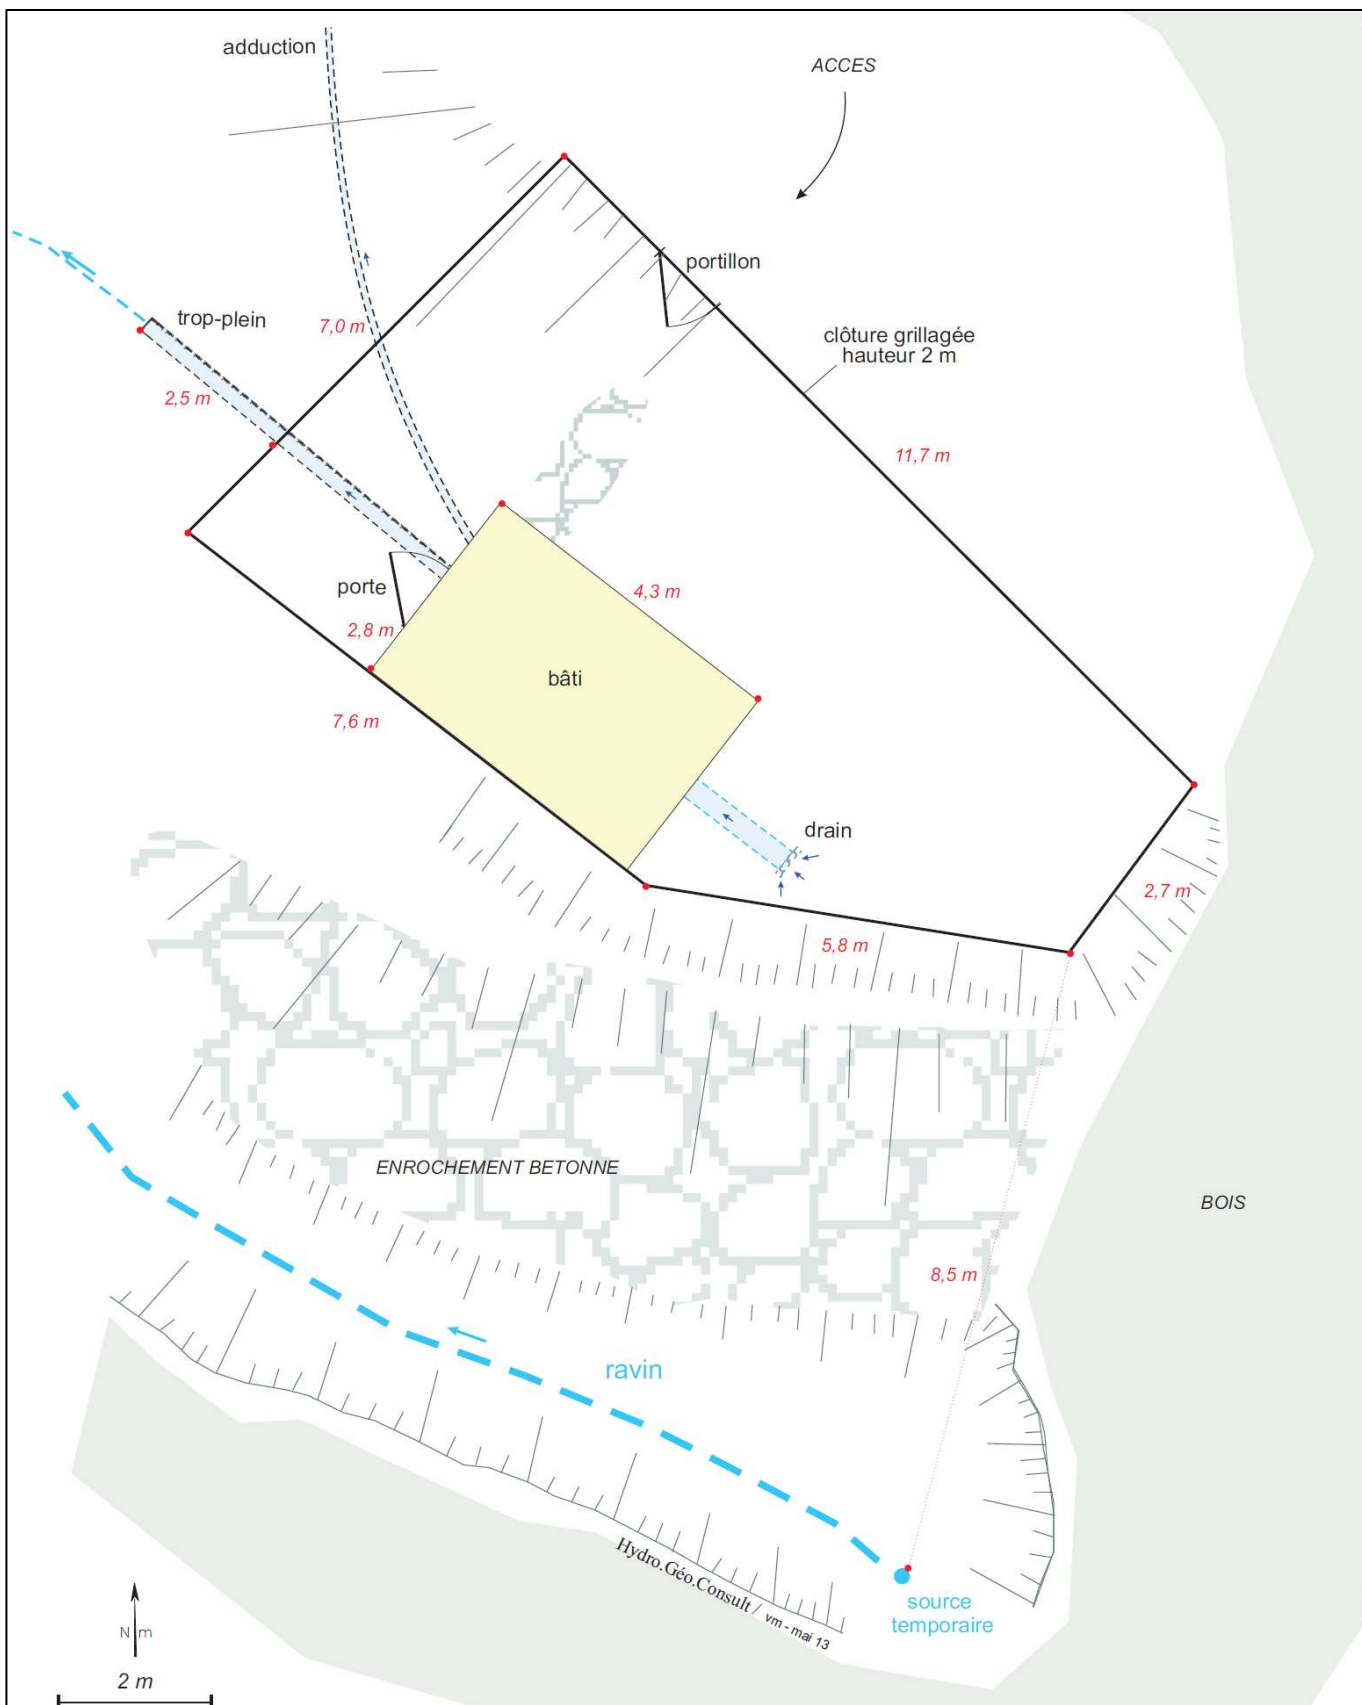 adduction
ACCES
portillon
trop-plein
7,0 m
clôture grillagée
hauteur 2 m
2,5 m
11,7 m
porte
4,3 m
2,8 m
bâti
7,6 m
drain
2,7 m
5,8 m
ENROCHEMENT BETONNE
BOIS
8,5 m
ravin
Hydro.Géo.Consult / vm - mai 13
source
temporaire
N m
2 m